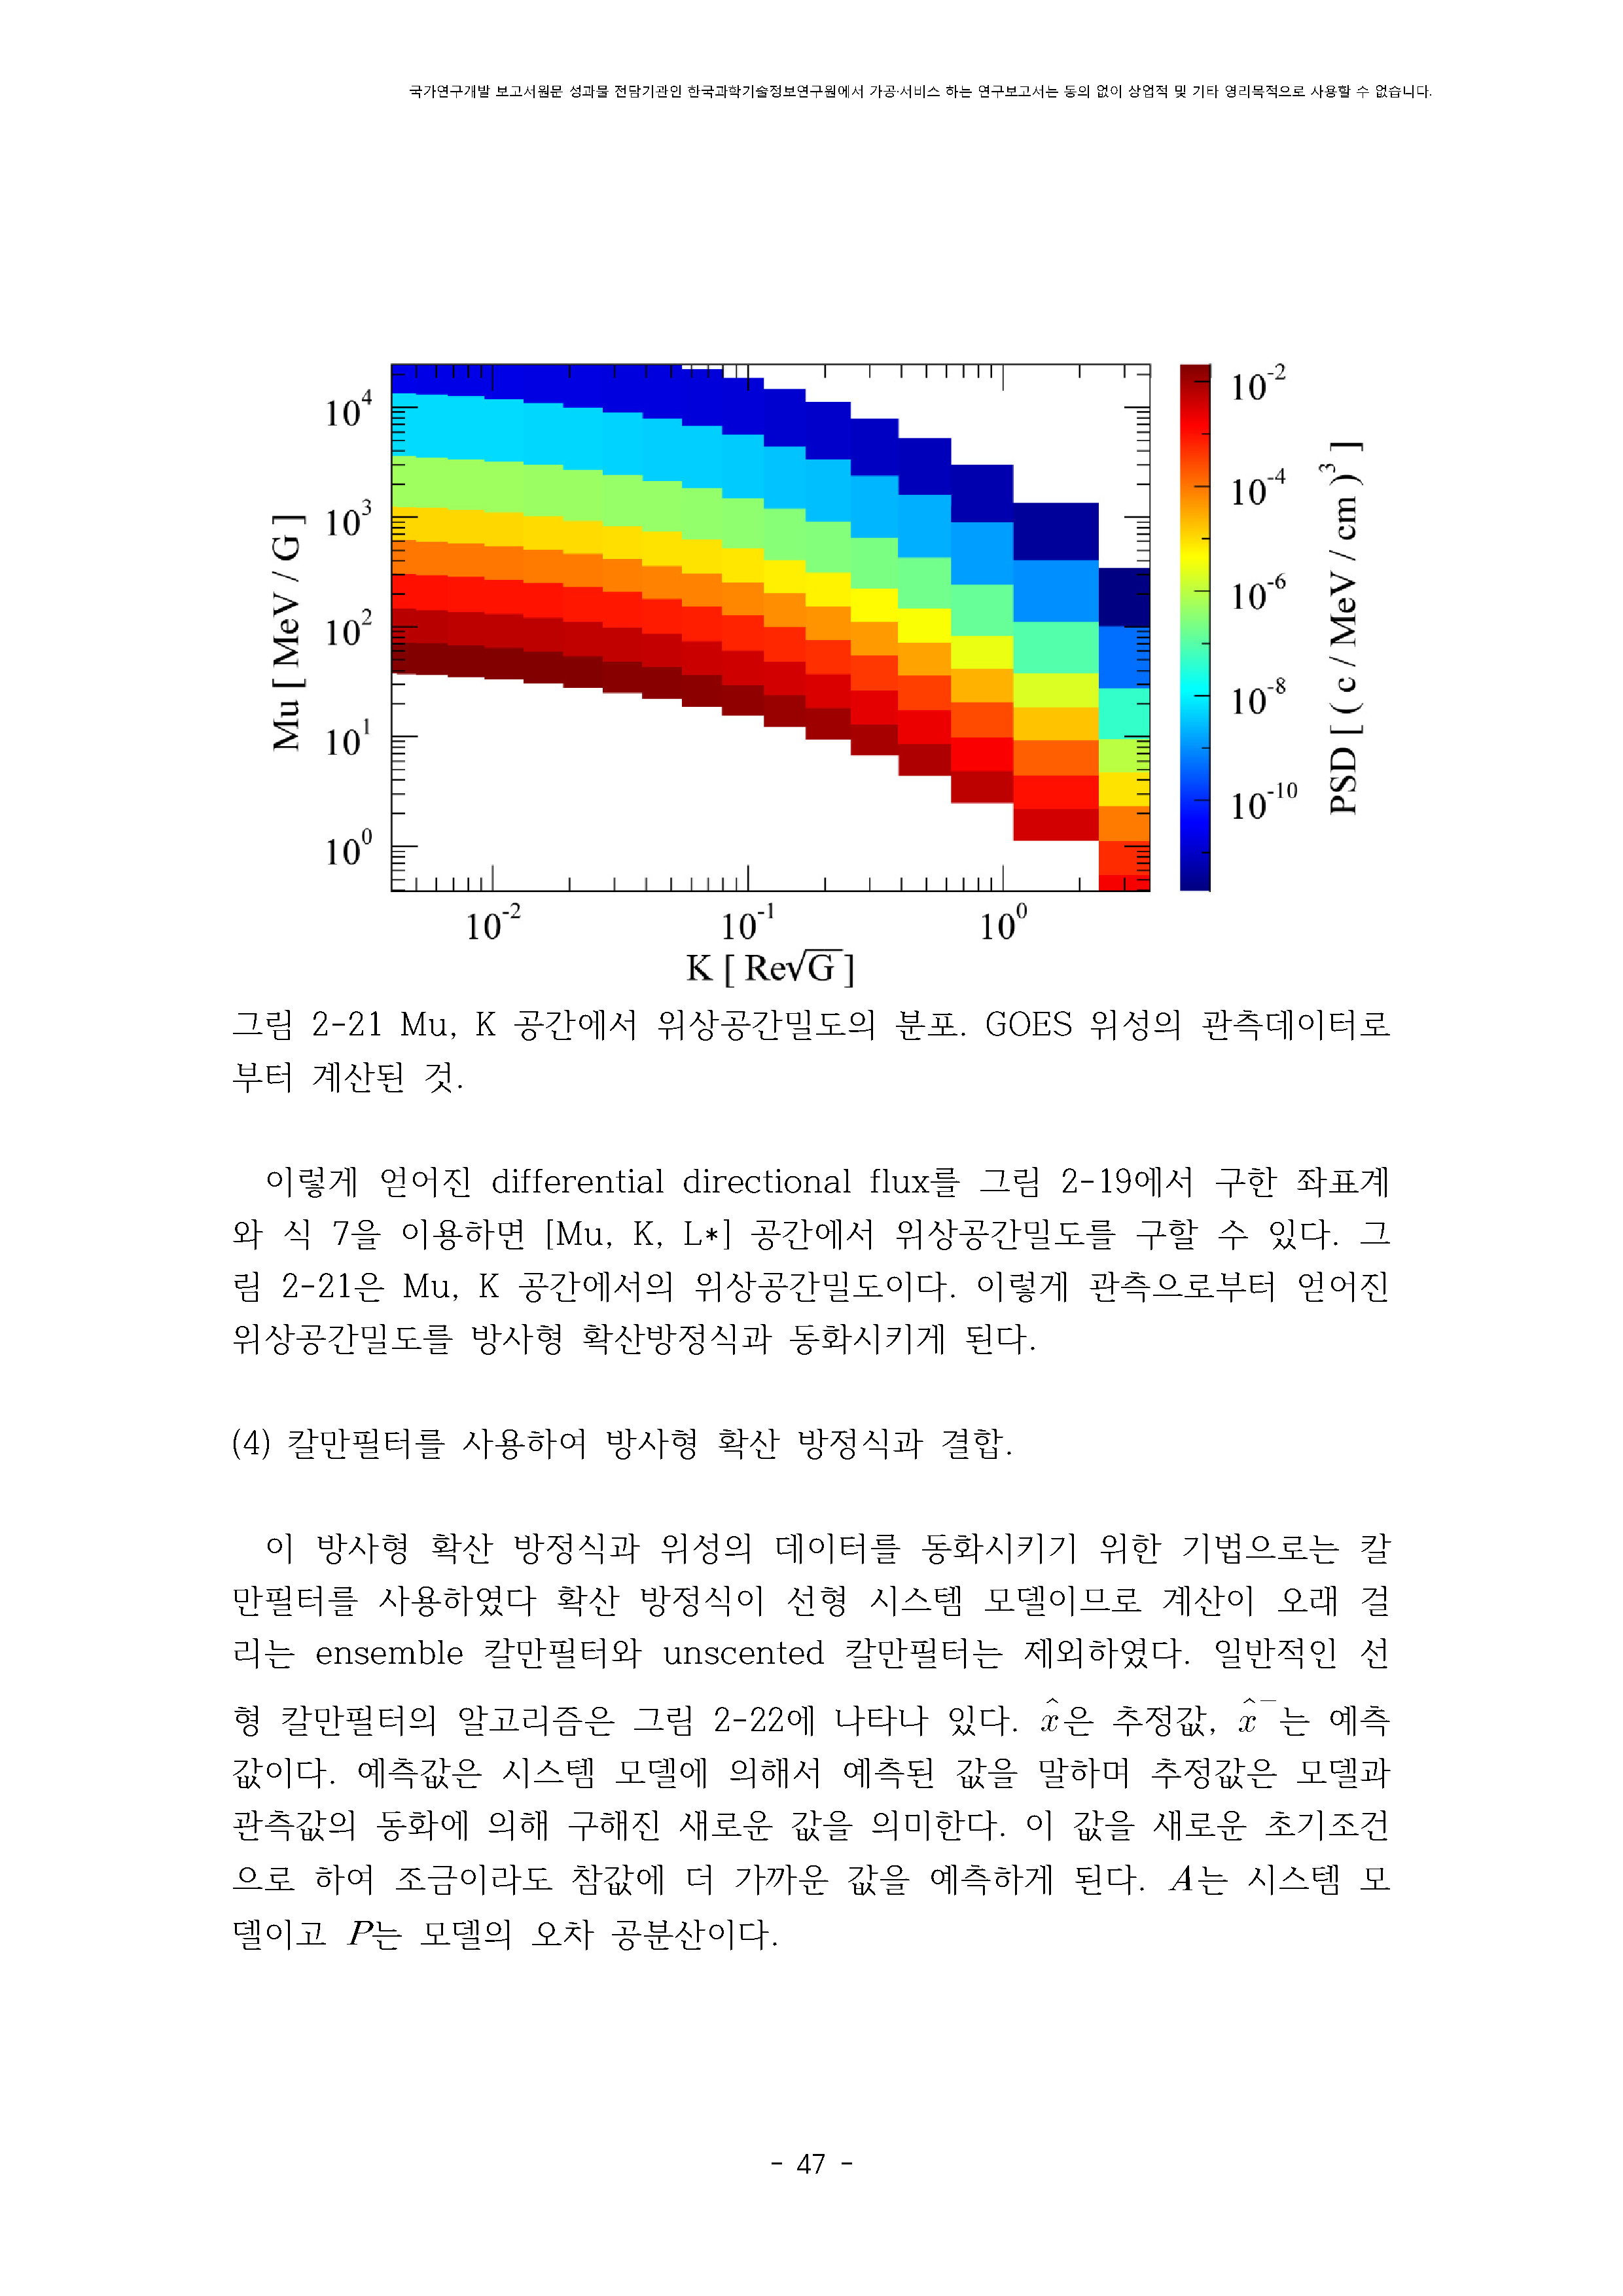 국가연구개발 보고서원문 성과물 전담기관인 한국과학기술정보연구원에서 가공·서비스 하는 연구보고서는 동의 없이 상업적 및 기타 영리목적으로 사용할 수 없습니다.
Mu [ MeV / G ]
10⁴
10³
10²
10¹
10⁰
10⁻²
10⁻¹
10⁰
K [ Re√G ]
10⁻²
10⁻⁴
10⁻⁶
10⁻⁸
10⁻¹⁰
PSD [ ( c / MeV / cm )³ ]
그림 2-21 Mu, K 공간에서 위상공간밀도의 분포. GOES 위성의 관측데이터로
부터 계산된 것.
이렇게 얻어진 differential directional flux를 그림 2-19에서 구한 좌표계
와 식 7을 이용하면 [Mu, K, L*] 공간에서 위상공간밀도를 구할 수 있다. 그
림 2-21은 Mu, K 공간에서의 위상공간밀도이다. 이렇게 관측으로부터 얻어진
위상공간밀도를 방사형 확산방정식과 동화시키게 된다.
(4) 칼만필터를 사용하여 방사형 확산 방정식과 결합.
이 방사형 확산 방정식과 위성의 데이터를 동화시키기 위한 기법으로는 칼
만필터를 사용하였다 확산 방정식이 선형 시스템 모델이므로 계산이 오래 걸
리는 ensemble 칼만필터와 unscented 칼만필터는 제외하였다. 일반적인 선
형 칼만필터의 알고리즘은 그림 2-22에 나타나 있다. x̂은 추정값, x̂⁻는 예측
값이다. 예측값은 시스템 모델에 의해서 예측된 값을 말하며 추정값은 모델과
관측값의 동화에 의해 구해진 새로운 값을 의미한다. 이 값을 새로운 초기조건
으로 하여 조금이라도 참값에 더 가까운 값을 예측하게 된다. A는 시스템 모
델이고 P는 모델의 오차 공분산이다.
- 47 -